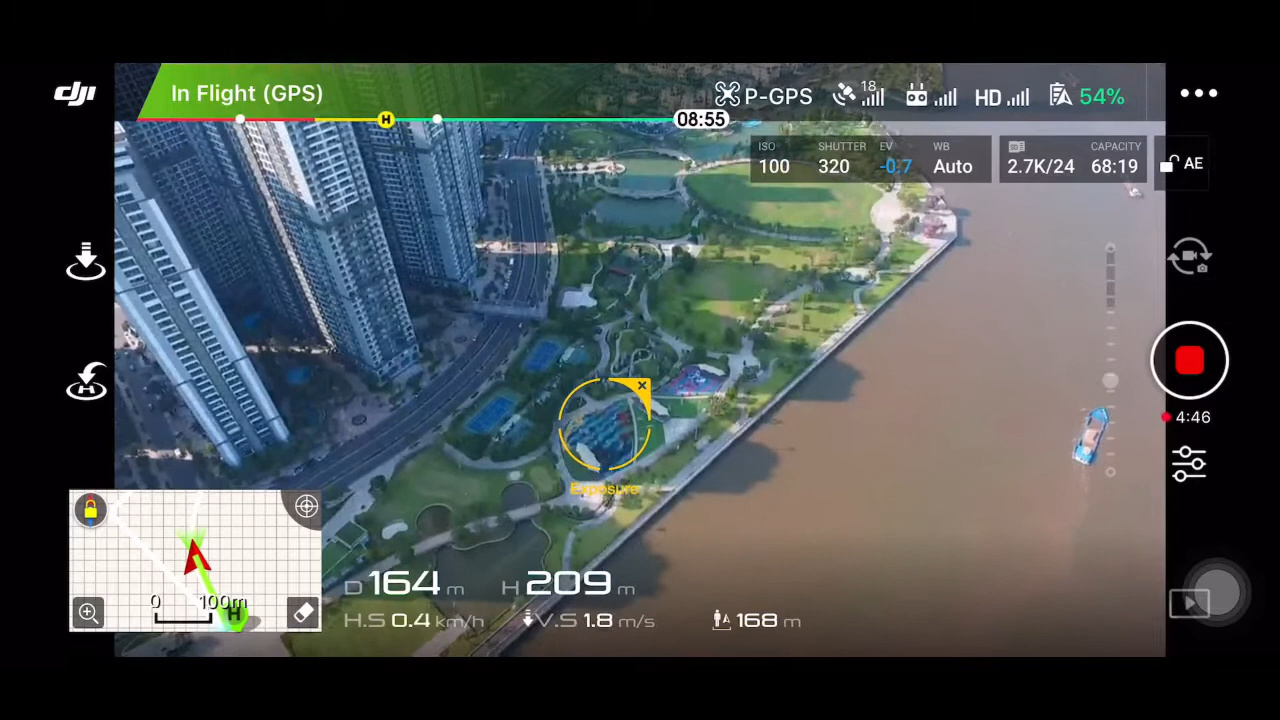 dji
In Flight (GPS)
P-GPS
18
HD
54%
H
08:55
ISO
SHUTTER
EV
WB
CAPACITY
100
320
-0.7
Auto
2.7K/24
68:19
AE
4:46
Exposure
D 164 m
H 209 m
H.S 0.4 km/h
V.S 1.8 m/s
168 m
0
100m
H